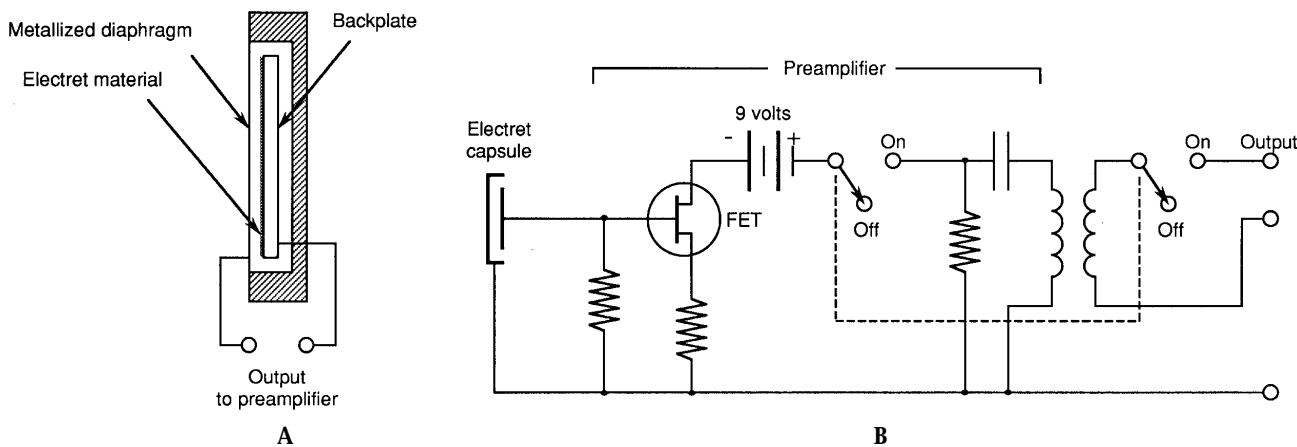 Metallized diaphragm
Backplate
Electret material
Output
to preamplifier
A
Preamplifier
Electret
capsule
9 volts
-
+
On
Off
FET
On
Output
Off
B